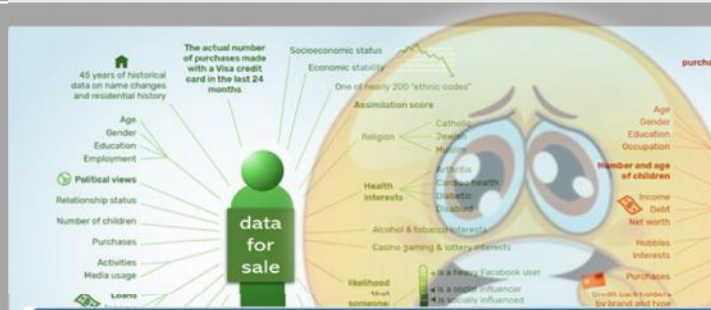 45 years of historical
data on name changes
and residential history
The actual number
of purchases made
with a Visa credit
card in the last 24
months
Socioeconomic status
Economic stability
One of nearly 200 "ethnic codes"
Assimilation score
Religion
Catholic
Jewish
Muslim
Health
interests
Arthritis
Cardiac health
Diabetic
Disabled
Alcohol & tobacco interests
Casino gaming & lottery interests
likelihood
that
someone:
is a heavy Facebook user
is a social influencer
is socially influenced
Age
Gender
Education
Employment
Political views
Relationship status
Number of children
Purchases
Activities
Media usage
Loans
data
for
sale
purcha
Age
Gender
Education
Occupation
Number and age
of children
Income
Debt
Net worth
Hobbies
Interests
Purchases
Credit card holders
by brand and type